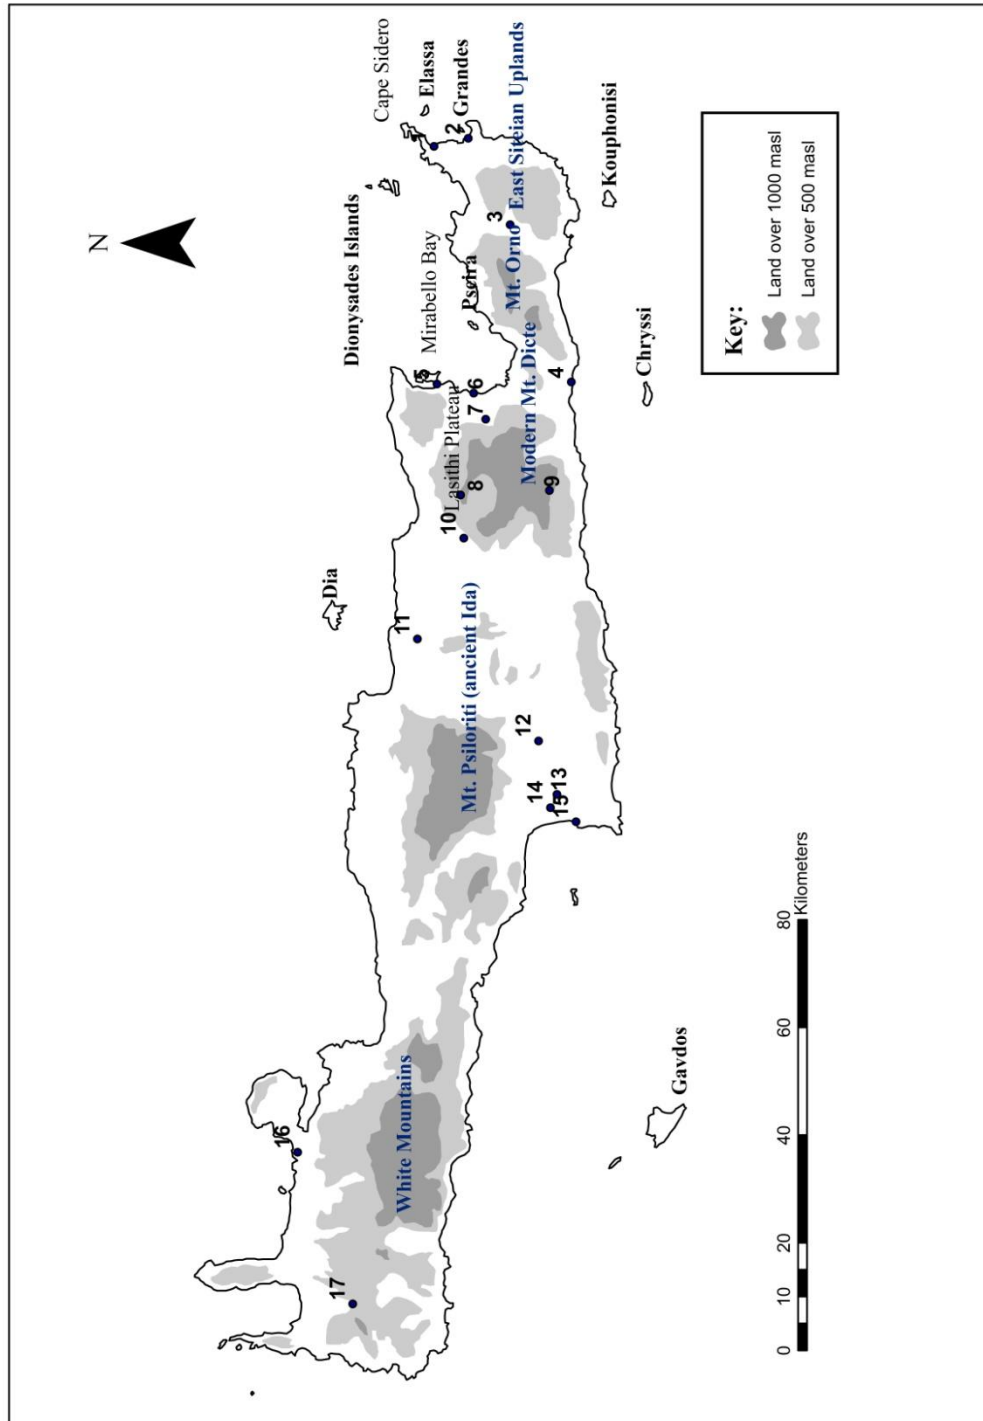 N
Cape Sidero
Elassa
Grandes
2
Dionysades Islands
East Siteian Uplands
3
Mirabello Bay
Pseira
Mt. Orno
Kouphonisi
5
6
7
Lasithi Plateau
8
Modern Mt. Dicte
4
Chryssi
9
10
Dia
11
Mt. Psiloriti (ancient Ida)
12
14
13
15
16
White Mountains
17
Gavdos
Key:
Land over 1000 masl
Land over 500 masl
0 10 20 40 60 80
Kilometers